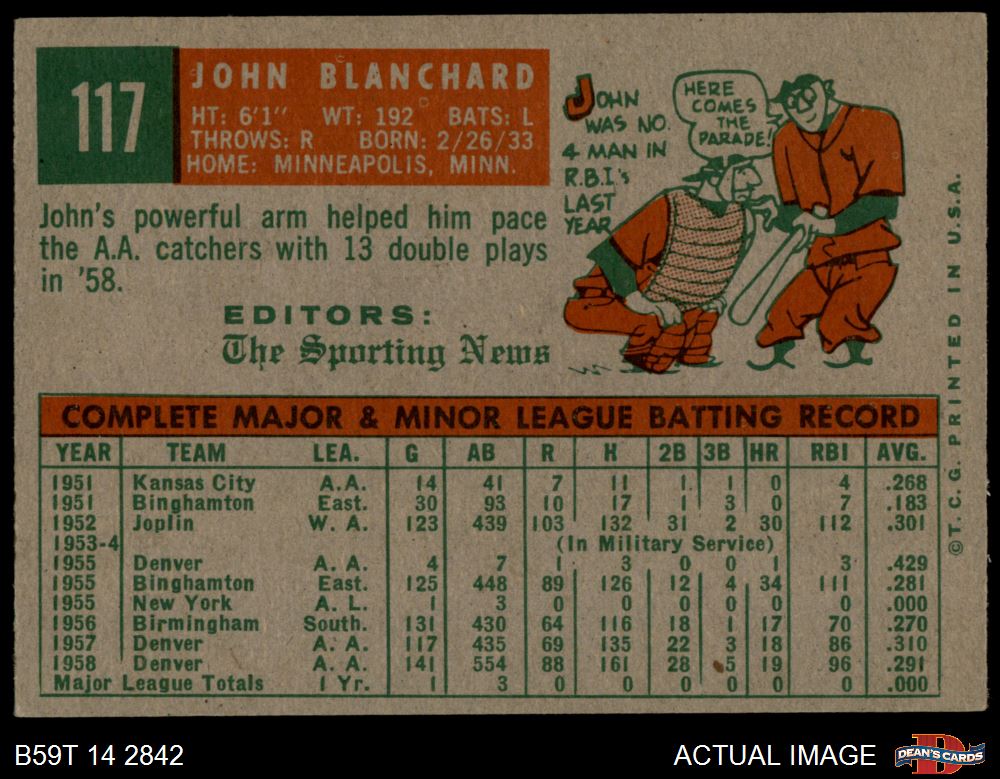 117
JOHN BLANCHARD
HT: 6'1" WT: 192 BATS: L
THROWS: R BORN: 2/26/33
HOME: MINNEAPOLIS, MINN.
John's powerful arm helped him pace
the A.A. catchers with 13 double plays
in '58.
EDITORS:
The Sporting News
JOHN
WAS NO.
4 MAN IN
R.B.I.'s
LAST
YEAR
HERE
COMES
THE
PARADE!
COMPLETE MAJOR & MINOR LEAGUE BATTING RECORD
YEAR TEAM LEA. G AB R H 2B 3B HR RBI AVG.
1951 Kansas City A.A. 14 41 7 11 1 1 0 4 .268
1951 Binghamton East. 30 93 10 17 1 3 0 7 .183
1952 Joplin W. A. 123 439 103 132 31 2 30 112 .301
1953-4 (In Military Service)
1955 Denver A. A. 4 7 1 3 0 0 1 3 .429
1955 Binghamton East. 125 448 89 126 12 4 34 111 .281
1955 New York A. L. 1 3 0 0 0 0 0 0 .000
1956 Birmingham South. 131 430 64 116 18 1 17 70 .270
1957 Denver A. A. 117 435 69 135 22 3 18 86 .310
1958 Denver A. A. 141 554 88 161 28 5 19 96 .291
Major League Totals 1 Yr. 1 3 0 0 0 0 0 0 .000
©T. C. G. PRINTED IN U.S.A.
B59T 14 2842
ACTUAL IMAGE
DEAN'S CARDS